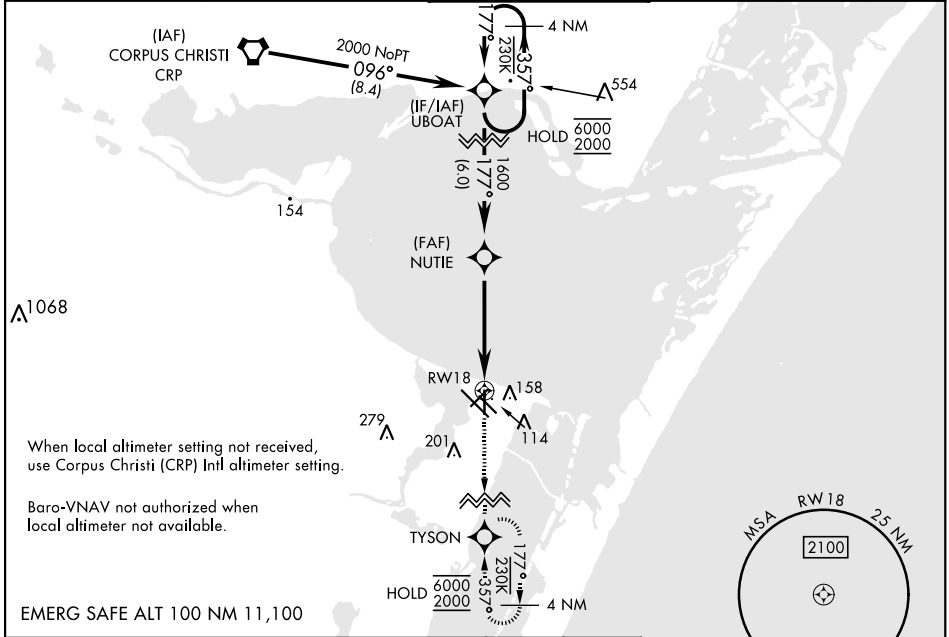 (IAF)
CORPUS CHRISTI
CRP
2000 NoPT
096°
(8.4)
177°
4 NM
230K
357°
554
(IF/IAF)
UBOAT
HOLD 6000
2000
1600
177°
(6.0)
154
(FAF)
NUTIE
1068
RW18
158
114
279
201
When local altimeter setting not received,
use Corpus Christi (CRP) Intl altimeter setting.
Baro-VNAV not authorized when
local altimeter not available.
TYSON
177°
230K
HOLD 6000
2000
357°
4 NM
MSA RW 18 25 NM
2100
EMERG SAFE ALT 100 NM 11,100